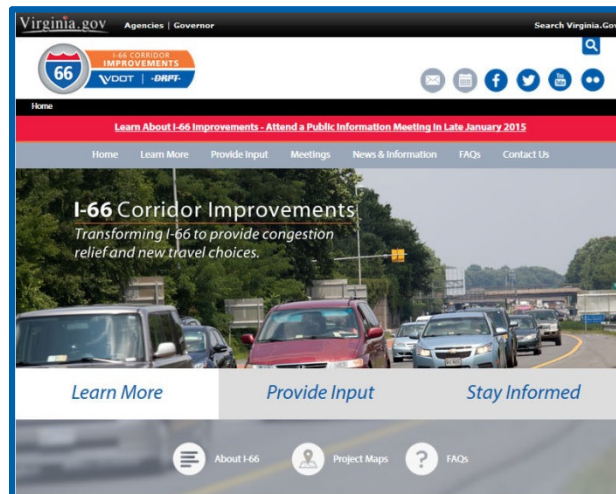 Virginia.gov Agencies | Governor Search Virginia.Gov
66
I-66 CORRIDOR
IMPROVEMENTS
VDOT | DRPT
You
Tube
Home
Learn About I-66 Improvements - Attend a Public Information Meeting in Late January 2015
Home Learn More Provide Input Meetings News & Information FAQs Contact Us
I-66 Corridor Improvements
Transforming I-66 to provide congestion
relief and new travel choices.
Learn More Provide Input Stay Informed
About I-66 Project Maps ? FAQs